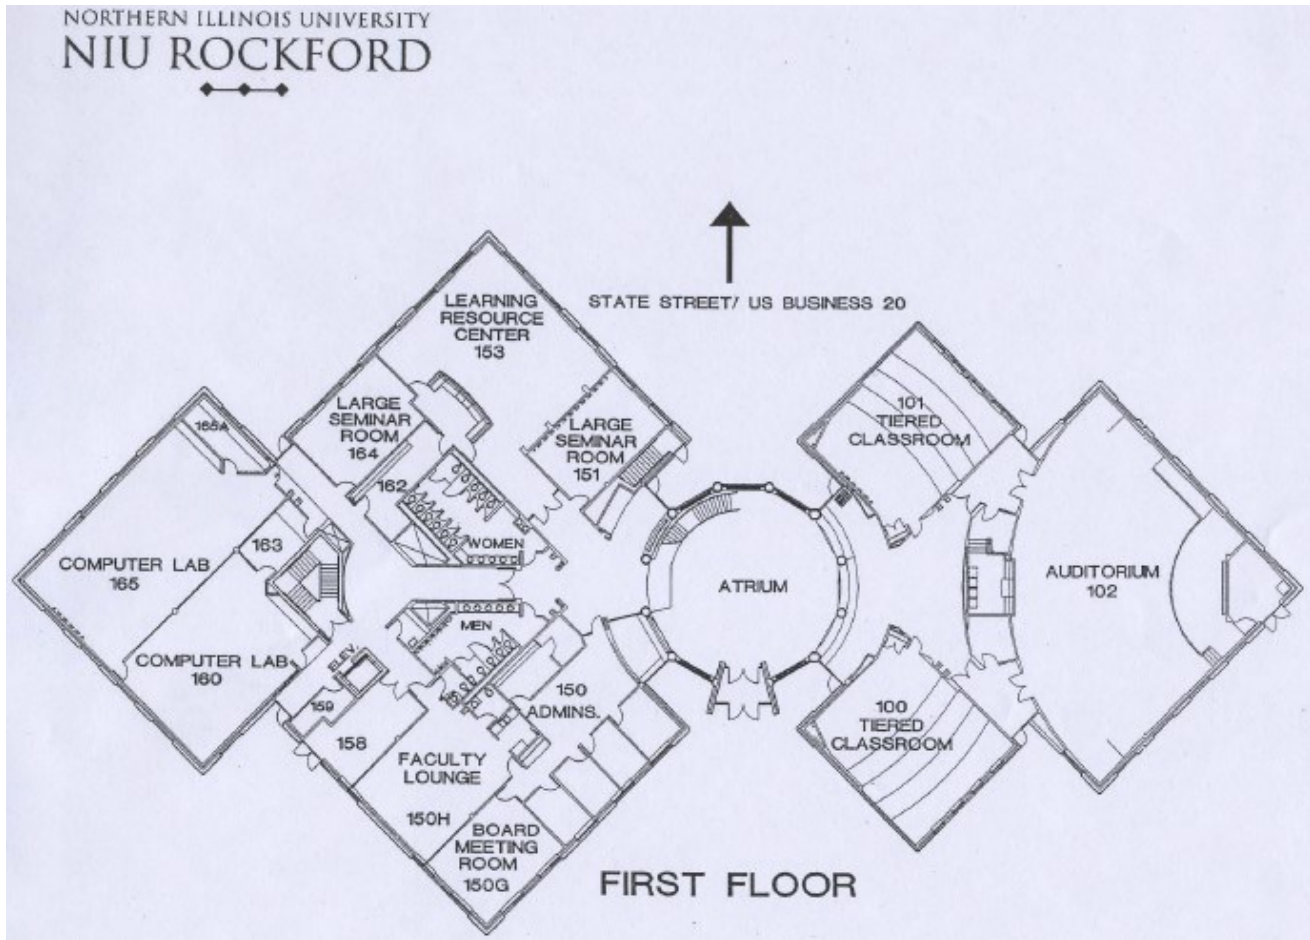 NORTHERN ILLINOIS UNIVERSITY
NIU ROCKFORD
STATE STREET/ US BUSINESS 20
LEARNING
RESOURCE
CENTER
153
LARGE
SEMINAR
ROOM
164
LARGE
SEMINAR
ROOM
151
101
TIERED
CLASSROOM
165A
162
WOMEN
163
COMPUTER LAB
165
ATRIUM
AUDITORIUM
102
MEN
COMPUTER LAB
160
ELEV.
159
158
150
ADMINS.
100
TIERED
CLASSROOM
FACULTY
LOUNGE
150H
BOARD
MEETING
ROOM
150G
FIRST FLOOR